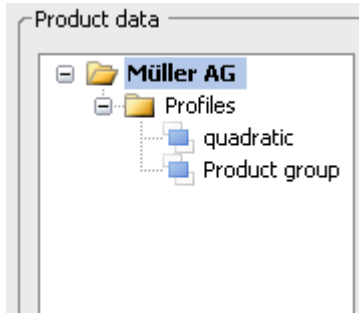 Product data
Müller AG
Profiles
quadratic
Product group